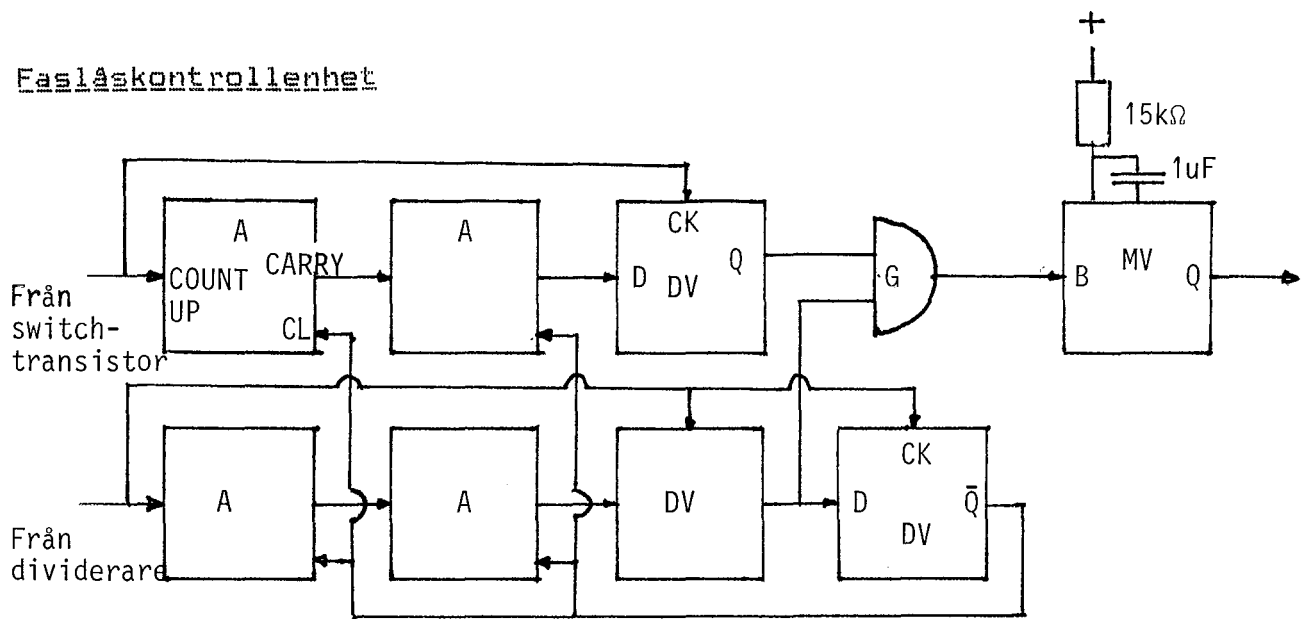 Faslåskontrollenhet
+
15kΩ
1uF
A
COUNT
UP
CARRY
CL
A
CK
D
Q
DV
G
B
MV
Q
Från
switch-
transistor
A
A
DV
CK
D
Q̄
DV
Från
dividerare